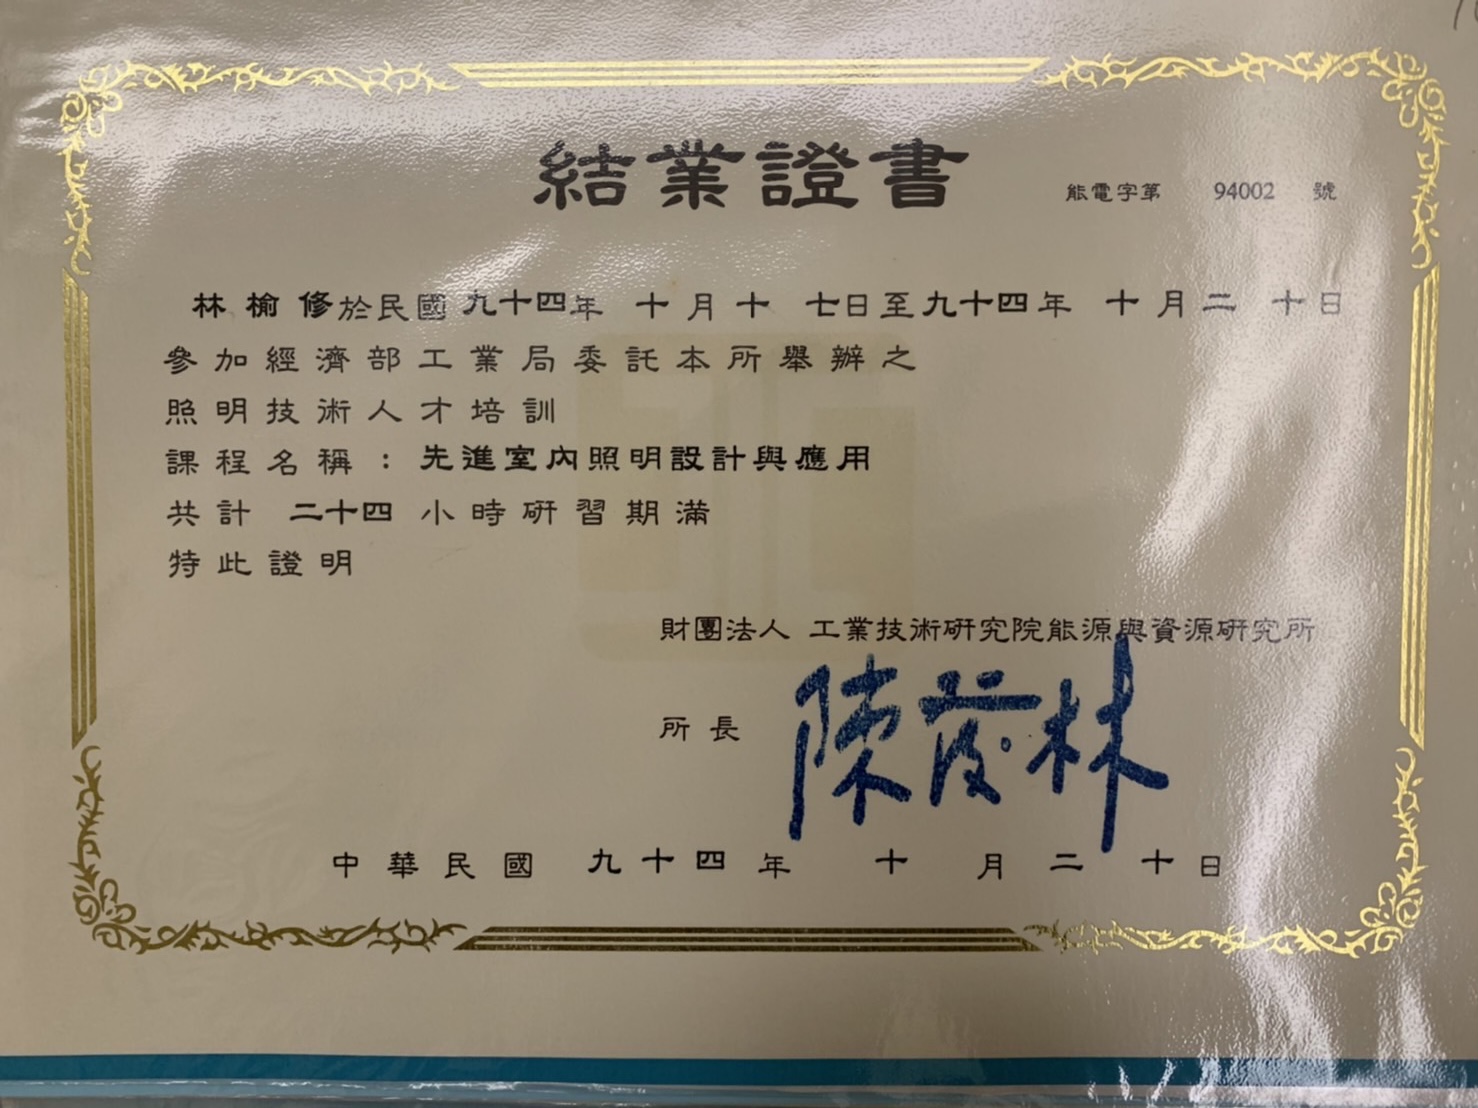 結業證書
能電字第 94002 號
林榆修於民國九十四年 十月十 七日至九十四年 十月二 十日
參加經濟部工業局委託本所舉辦之
照明技術人才培訓
課程名稱：先進室內照明設計與應用
共計 二十四 小時研習期滿
特此證明
財團法人 工業技術研究院能源與資源研究所
所長 陳茂林
中華民國 九十四年 十月二 十日